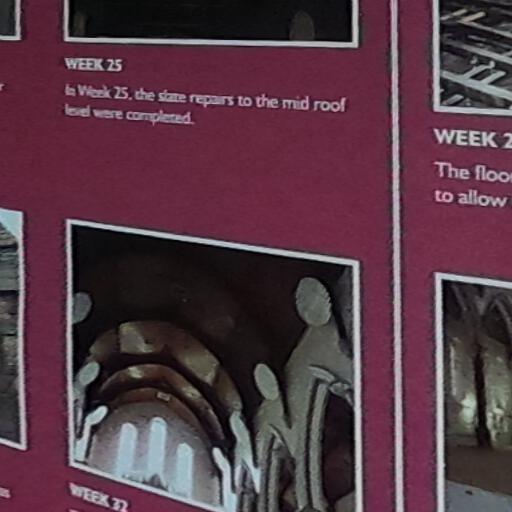 WEEK 25
In Week 25, the slate repairs to the mid roof
level were completed.
WEEK 2
The floo
to allow
WEEK 32